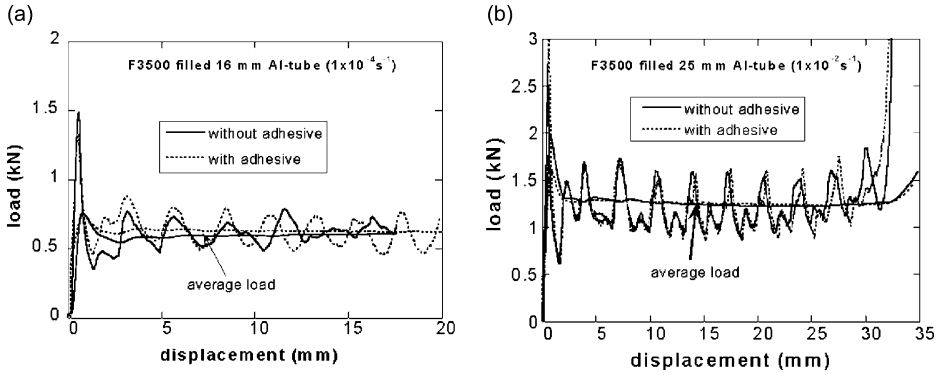 (a)
2
F3500 filled 16 mm Al-tube (1x10⁻⁴s⁻¹)
1.5
without adhesive
with adhesive
load (kN)
1
0.5
average load
0
0 5 10 15 20
displacement (mm)
(b)
3
F3500 filled 25 mm Al-tube (1x10⁻²s⁻¹)
2.5
without adhesive
with adhesive
2
load (kN)
1.5
1
average load
0.5
0
0 5 10 15 20 25 30 35
displacement (mm)